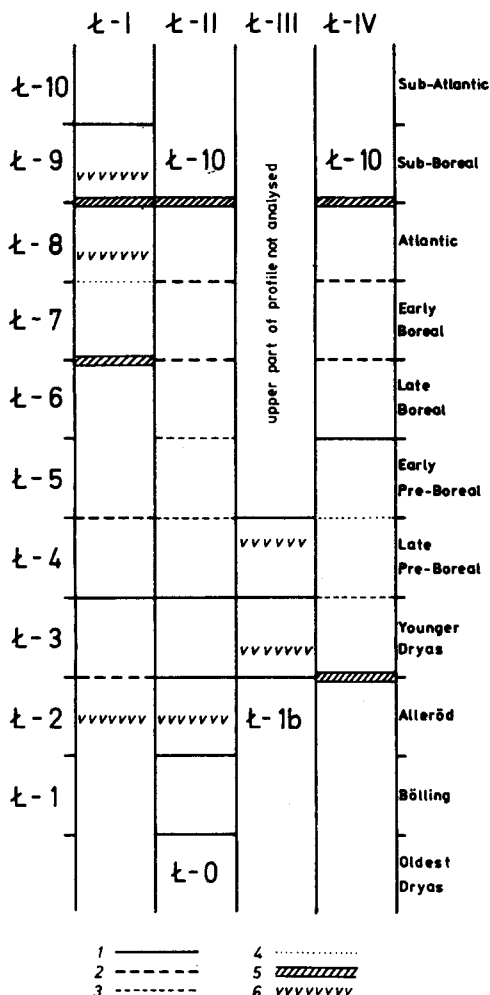 Ł-I Ł-II Ł-III Ł-IV
Ł-10 Sub-Atlantic
Ł-9 Ł-10 Ł-10 Sub-Boreal
Ł-8 Atlantic
upper part of profile not analysed
Ł-7 Early
Boreal
Ł-6 Late
Boreal
Ł-5 Early
Pre-Boreal
Ł-4 Late
Pre-Boreal
Ł-3 Younger
Dryas
Ł-2 Ł-1b Alleröd
Ł-1 Bölling
Ł-0 Oldest
Dryas
1 4
2 5
3 6